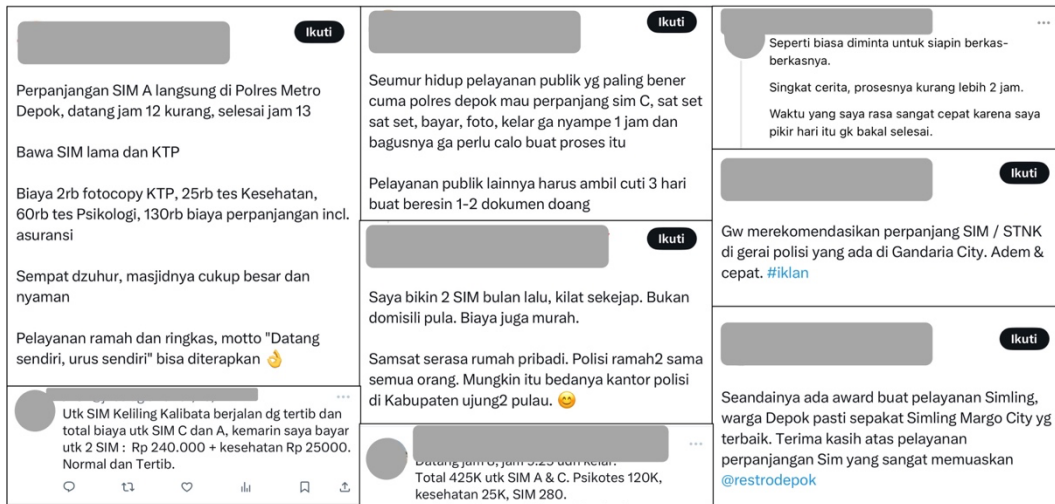 Ikuti
Perpanjangan SIM A langsung di Polres Metro
Depok, datang jam 12 kurang, selesai jam 13
Bawa SIM lama dan KTP
Biaya 2rb fotocopy KTP, 25rb tes Kesehatan,
60rb tes Psikologi, 130rb biaya perpanjangan incl.
asuransi
Sempat dzuhur, masjidnya cukup besar dan
nyaman
Pelayanan ramah dan ringkas, motto "Datang
sendiri, urus sendiri" bisa diterapkan 👌
Utk SIM Keliling Kalibata berjalan dg tertib dan
total biaya utk SIM C dan A, kemarin saya bayar
utk 2 SIM : Rp 240.000 + kesehatan Rp 25000.
Normal dan Tertib.
Ikuti
Seumur hidup pelayanan publik yg paling bener
cuma polres depok mau perpanjang sim C, sat set
sat set, bayar, foto, kelar ga nyampe 1 jam dan
bagusnya ga perlu calo buat proses itu
Pelayanan publik lainnya harus ambil cuti 3 hari
buat beresin 1-2 dokumen doang
Ikuti
Saya bikin 2 SIM bulan lalu, kilat sekejap. Bukan
domisili pula. Biaya juga murah.
Samsat serasa rumah pribadi. Polisi ramah2 sama
semua orang. Mungkin itu bedanya kantor polisi
di Kabupaten ujung2 pulau. 😊
Total 425K utk SIM A & C. Psikotes 120K,
kesehatan 25K, SIM 280.
Seperti biasa diminta untuk siapin berkas-
berkasnya.
Singkat cerita, prosesnya kurang lebih 2 jam.
Waktu yang saya rasa sangat cepat karena saya
pikir hari itu gk bakal selesai.
Ikuti
Gw merekomendasikan perpanjang SIM / STNK
di gerai polisi yang ada di Gandaria City. Adem &
cepat. #iklan
Ikuti
Seandainya ada award buat pelayanan Simling,
warga Depok pasti sepakat Simling Margo City yg
terbaik. Terima kasih atas pelayanan
perpanjangan Sim yang sangat memuaskan
@restrodepok